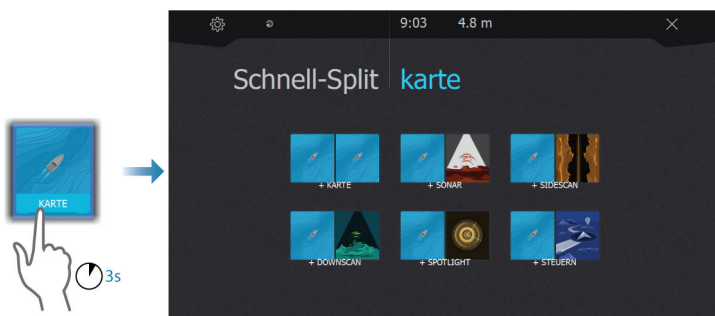 9:03 4.8 m
Schnell-Split karte
KARTE
3s
+ KARTE
+ SONAR
+ SIDESCAN
+ DOWNSCAN
+ SPOTLIGHT
+ STEUERN